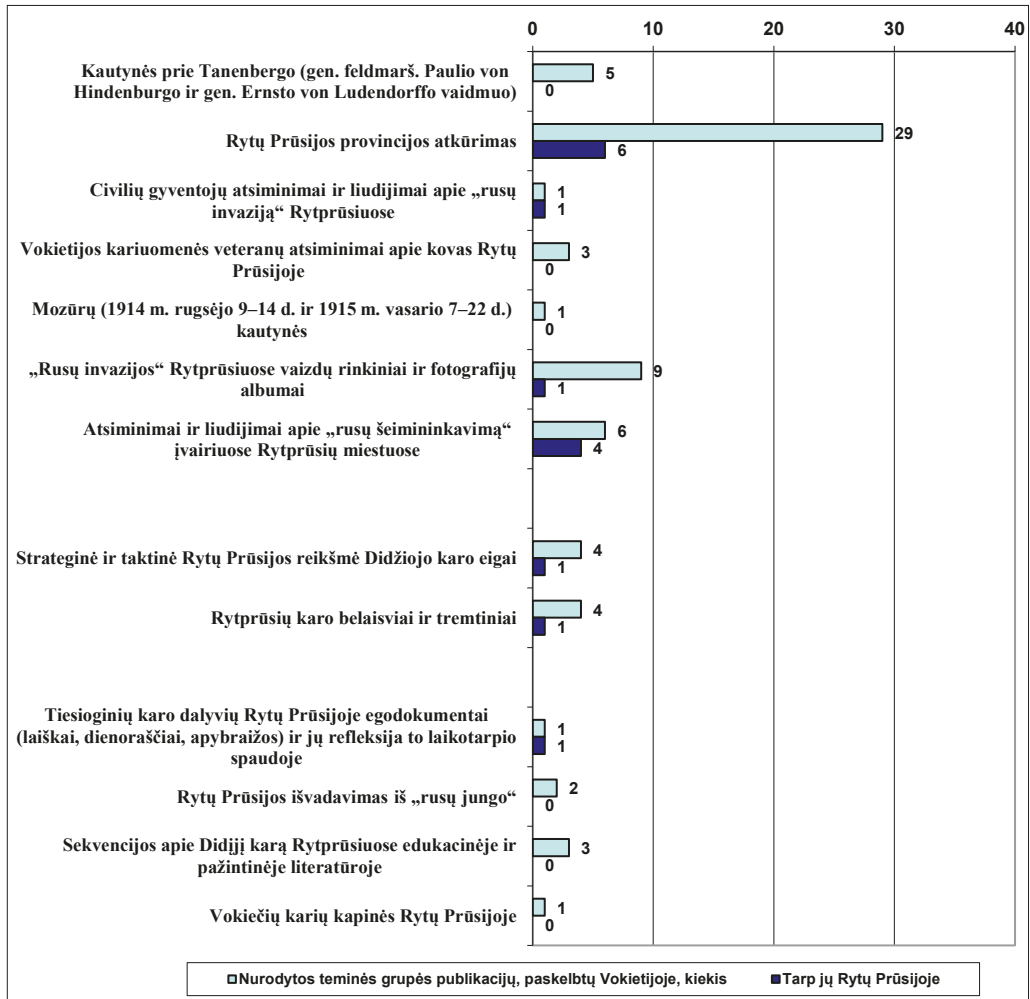 0 10 20 30 40
Kautynės prie Tanenbergo (gen. feldmarš. Paulio von
Hindenburgo ir gen. Ernsto von Ludendorffo vaidmuo)
5
0
Rytų Prūsijos provincijos atkūrimas
29
6
Civilių gyventojų atsiminimai ir liudijimai apie „rusų
invaziją“ Rytprūsiuose
1
1
Vokietijos kariuomenės veteranų atsiminimai apie kovas Rytų
Prūsijoje
3
0
Mozūrų (1914 m. rugsėjo 9–14 d. ir 1915 m. vasario 7–22 d.)
kautynės
1
0
„Rusų invazijos“ Rytprūsiuose vaizdų rinkiniai ir fotografijų
albumai
9
1
Atsiminimai ir liudijimai apie „rusų šeimininkavimą“
įvairiuose Rytprūsių miestuose
6
4
Strateginė ir taktinė Rytų Prūsijos reikšmė Didžiojo karo eigai
4
1
Rytprūsių karo belaisviai ir tremtiniai
4
1
Tiesioginių karo dalyvių Rytų Prūsijoje egodokumentai
(laiškai, dienoraščiai, apybraižos) ir jų refleksija to laikotarpio
spaudoje
1
1
Rytų Prūsijos išvadavimas iš „rusų jungo“
2
0
Sekvencijos apie Didįjį karą Rytprūsiuose edukacinėje ir
pažintinėje literatūroje
3
0
Vokiečių karių kapinės Rytų Prūsijoje
1
0
Nurodytos teminės grupės publikacijų, paskelbtų Vokietijoje, kiekis
Tarp jų Rytų Prūsijoje